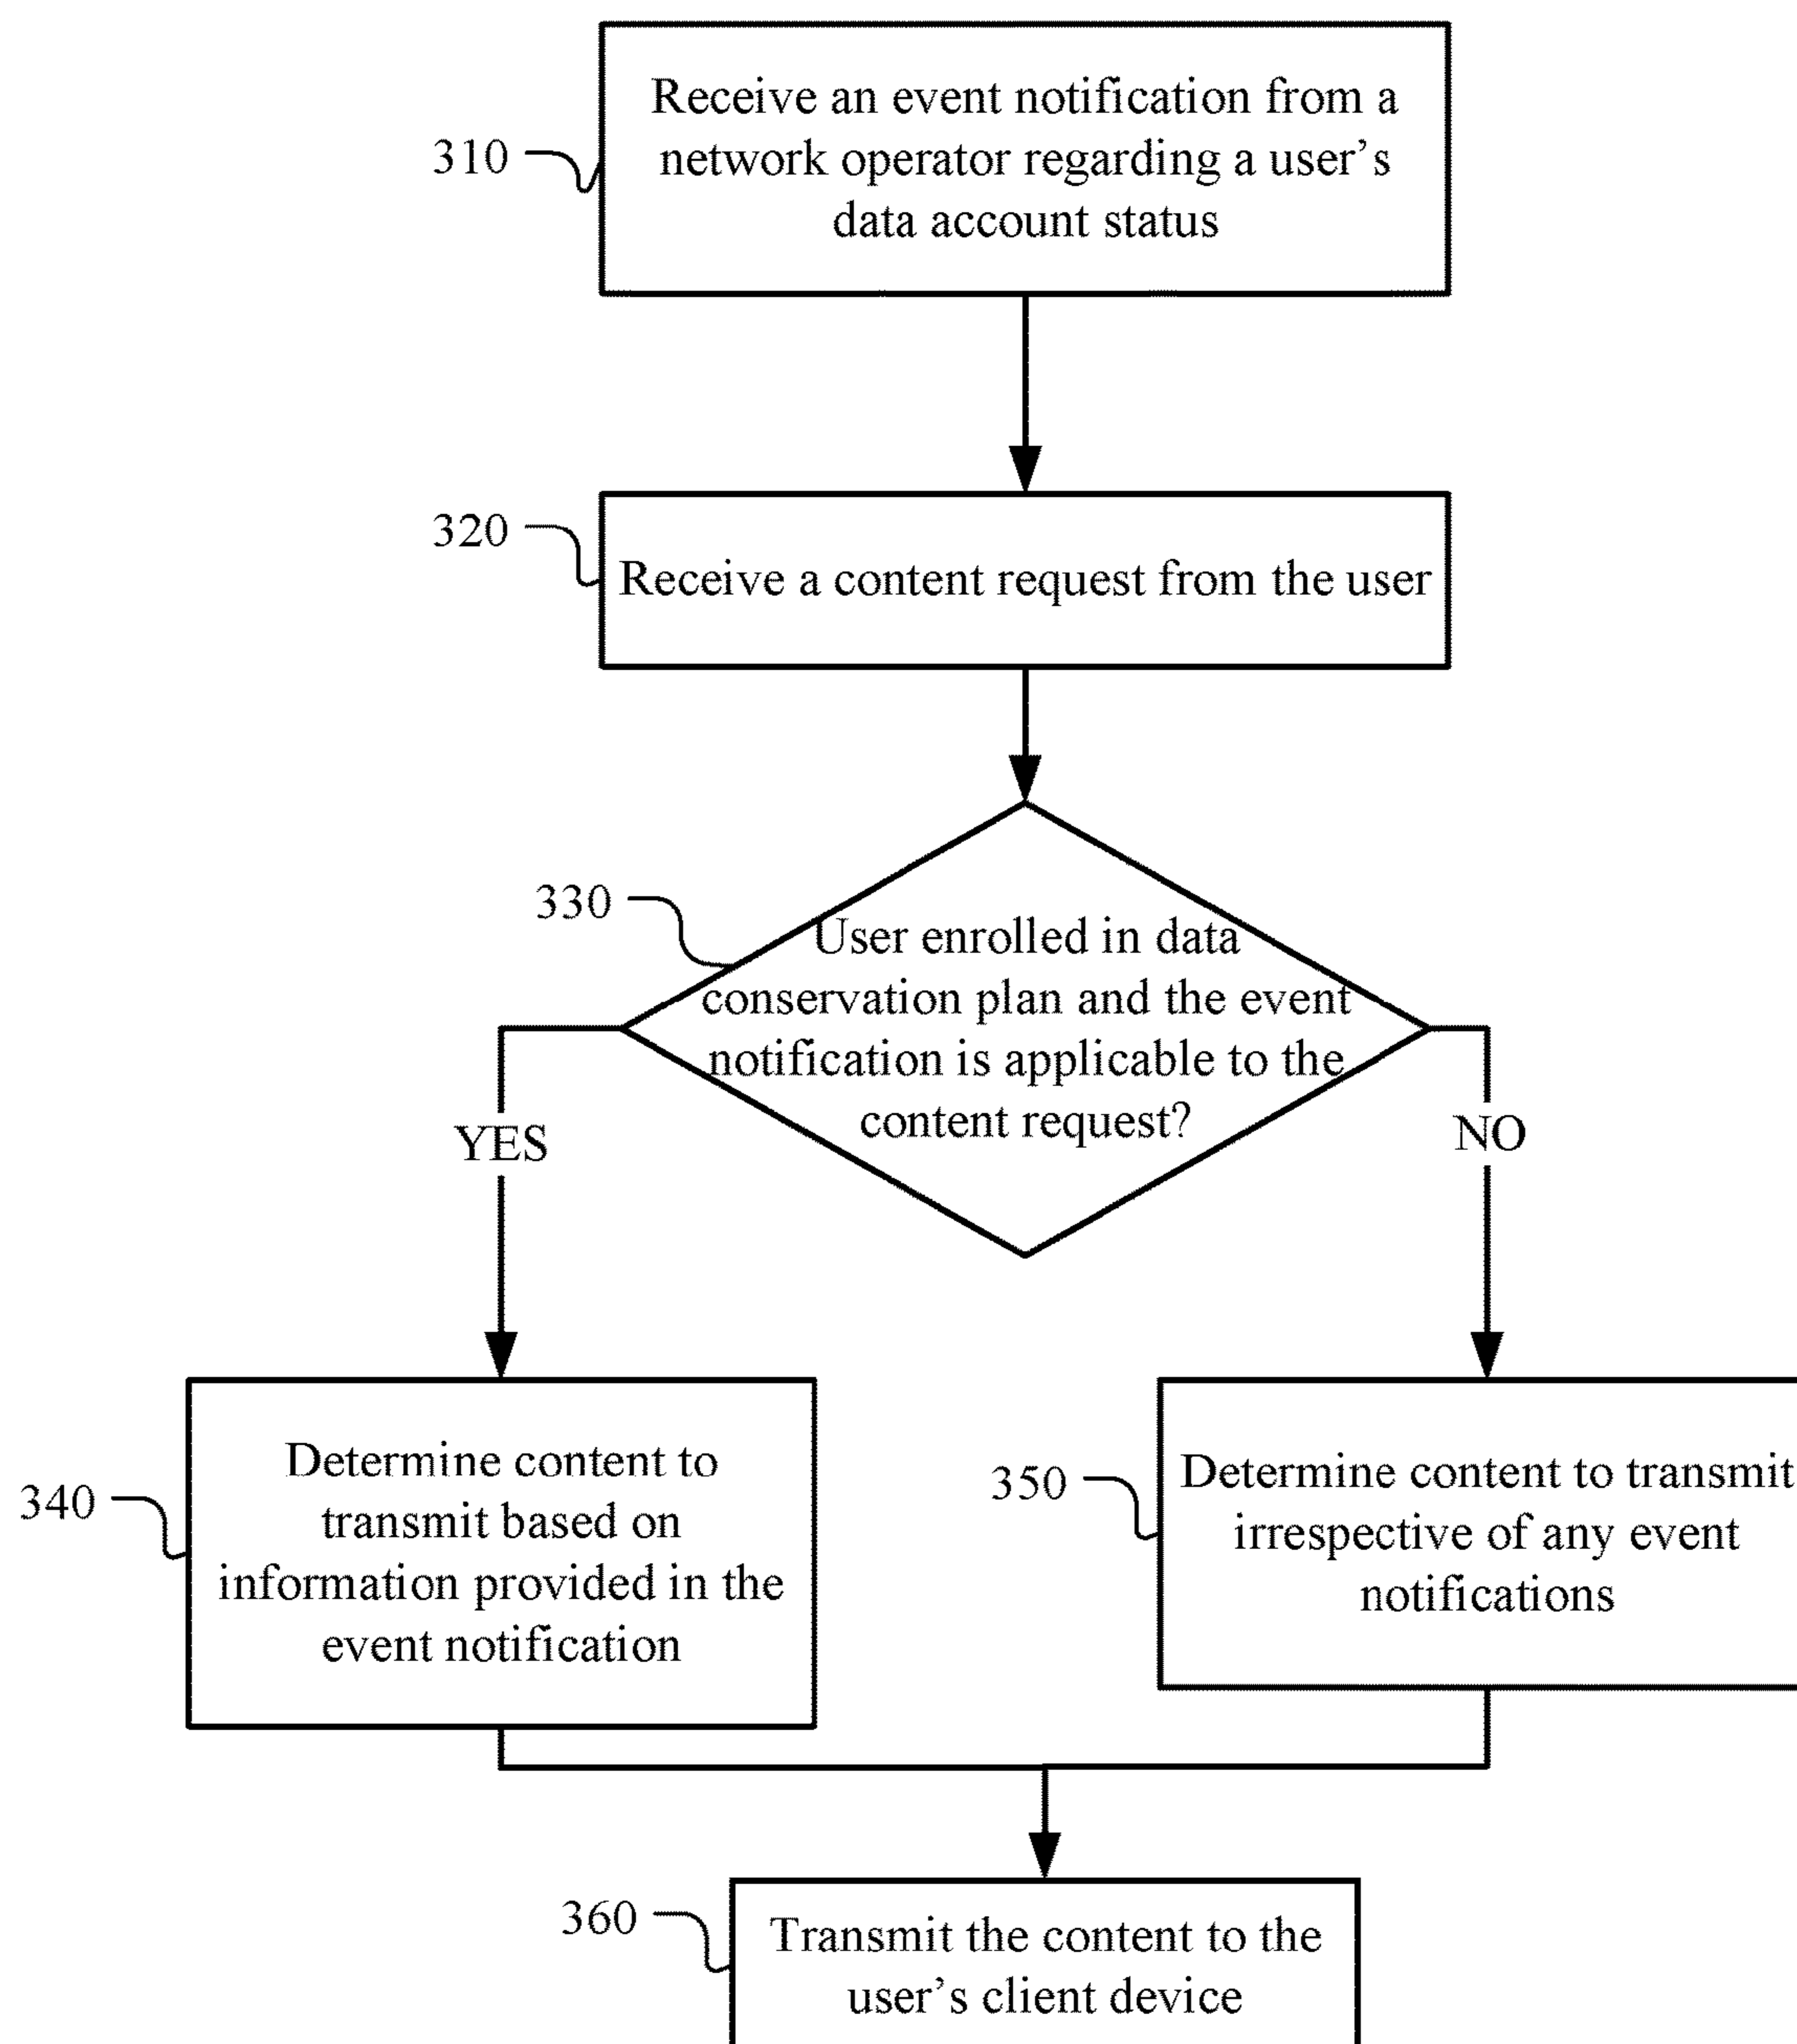 Receive an event notification from a
310
network operator regarding a user's
data account status
320
Receive a content request from the user
330
User enrolled in data
conservation plan and the event
notification is applicable to the
content request?
YES
NO
340
Determine content to
transmit based on
information provided in the
event notification
350
Determine content to transmit
irrespective of any event
notifications
360
Transmit the content to the
user's client device